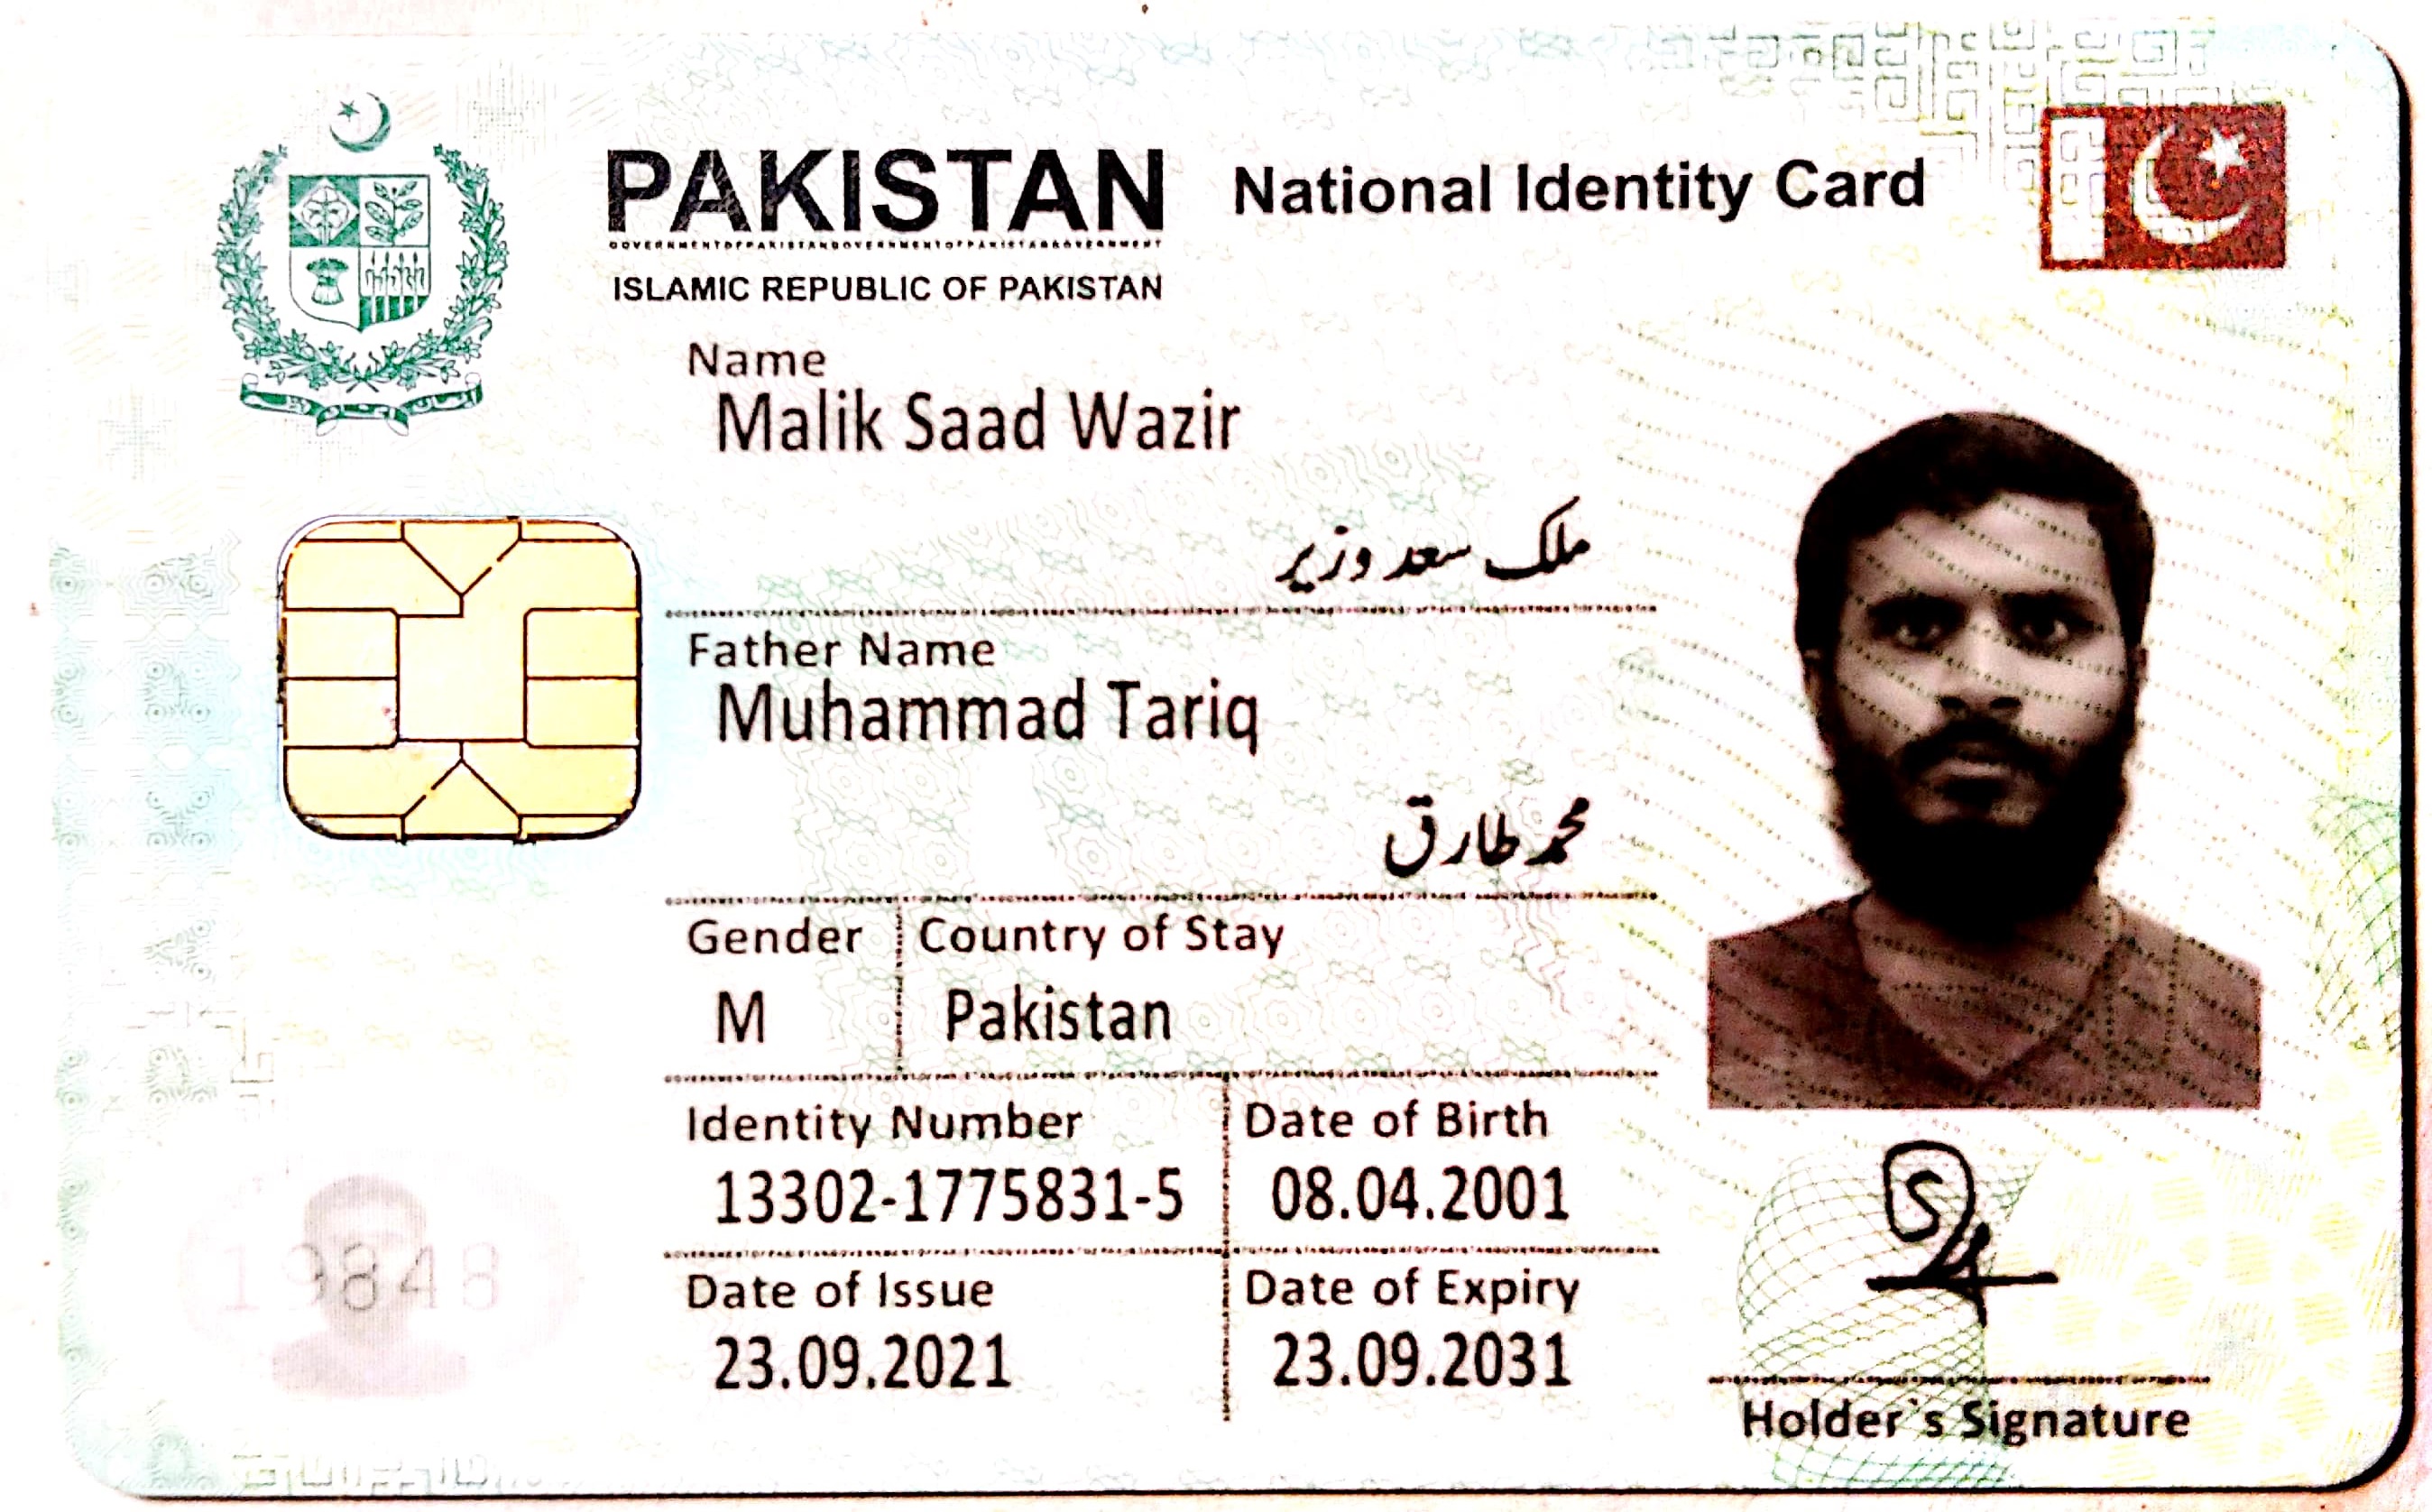 PAKISTAN National Identity Card
ISLAMIC REPUBLIC OF PAKISTAN
Name
Malik Saad Wazir
ملک سعد وزیر
Father Name
Muhammad Tariq
محمد طارق
Gender Country of Stay
M Pakistan
Identity Number Date of Birth
13302-1775831-5 08.04.2001
Date of Issue Date of Expiry
23.09.2021 23.09.2031
19848
Holder`s Signature